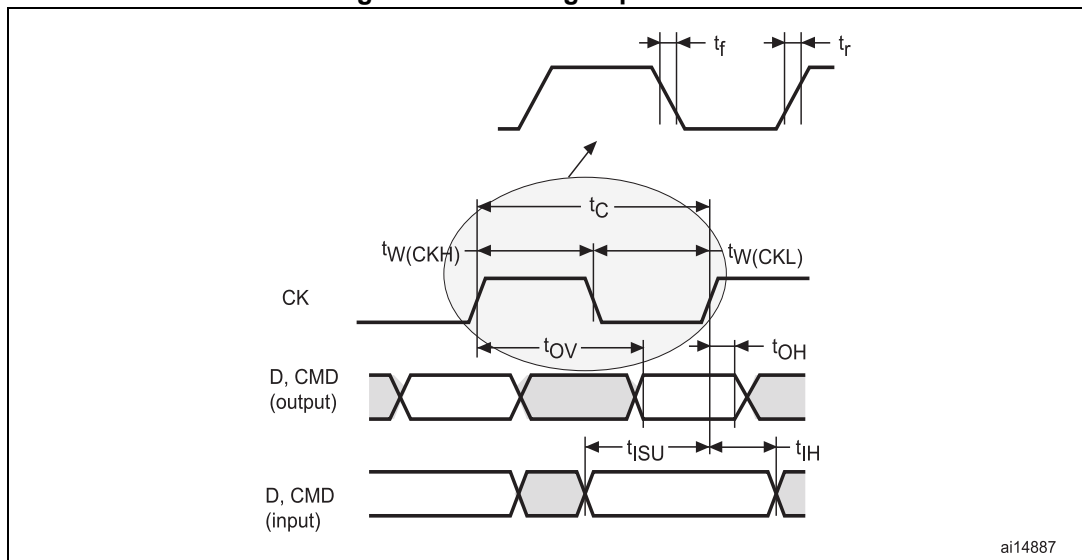 tf
tr
tC
tW(CKH)
tW(CKL)
CK
tOV
tOH
D, CMD
(output)
tISU
tIH
D, CMD
(input)
ai14887